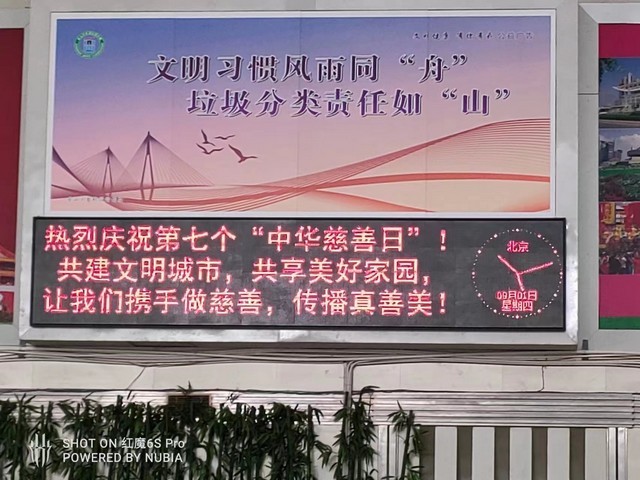 文明习惯风雨同“舟”
垃圾分类责任如“山”
热烈庆祝第七个“中华慈善日”！
共建文明城市，共享美好家园，
让我们携手做慈善，传播真善美！
北京
09月01日
星期四
SHOT ON 红魔6S Pro
POWERED BY NUBIA